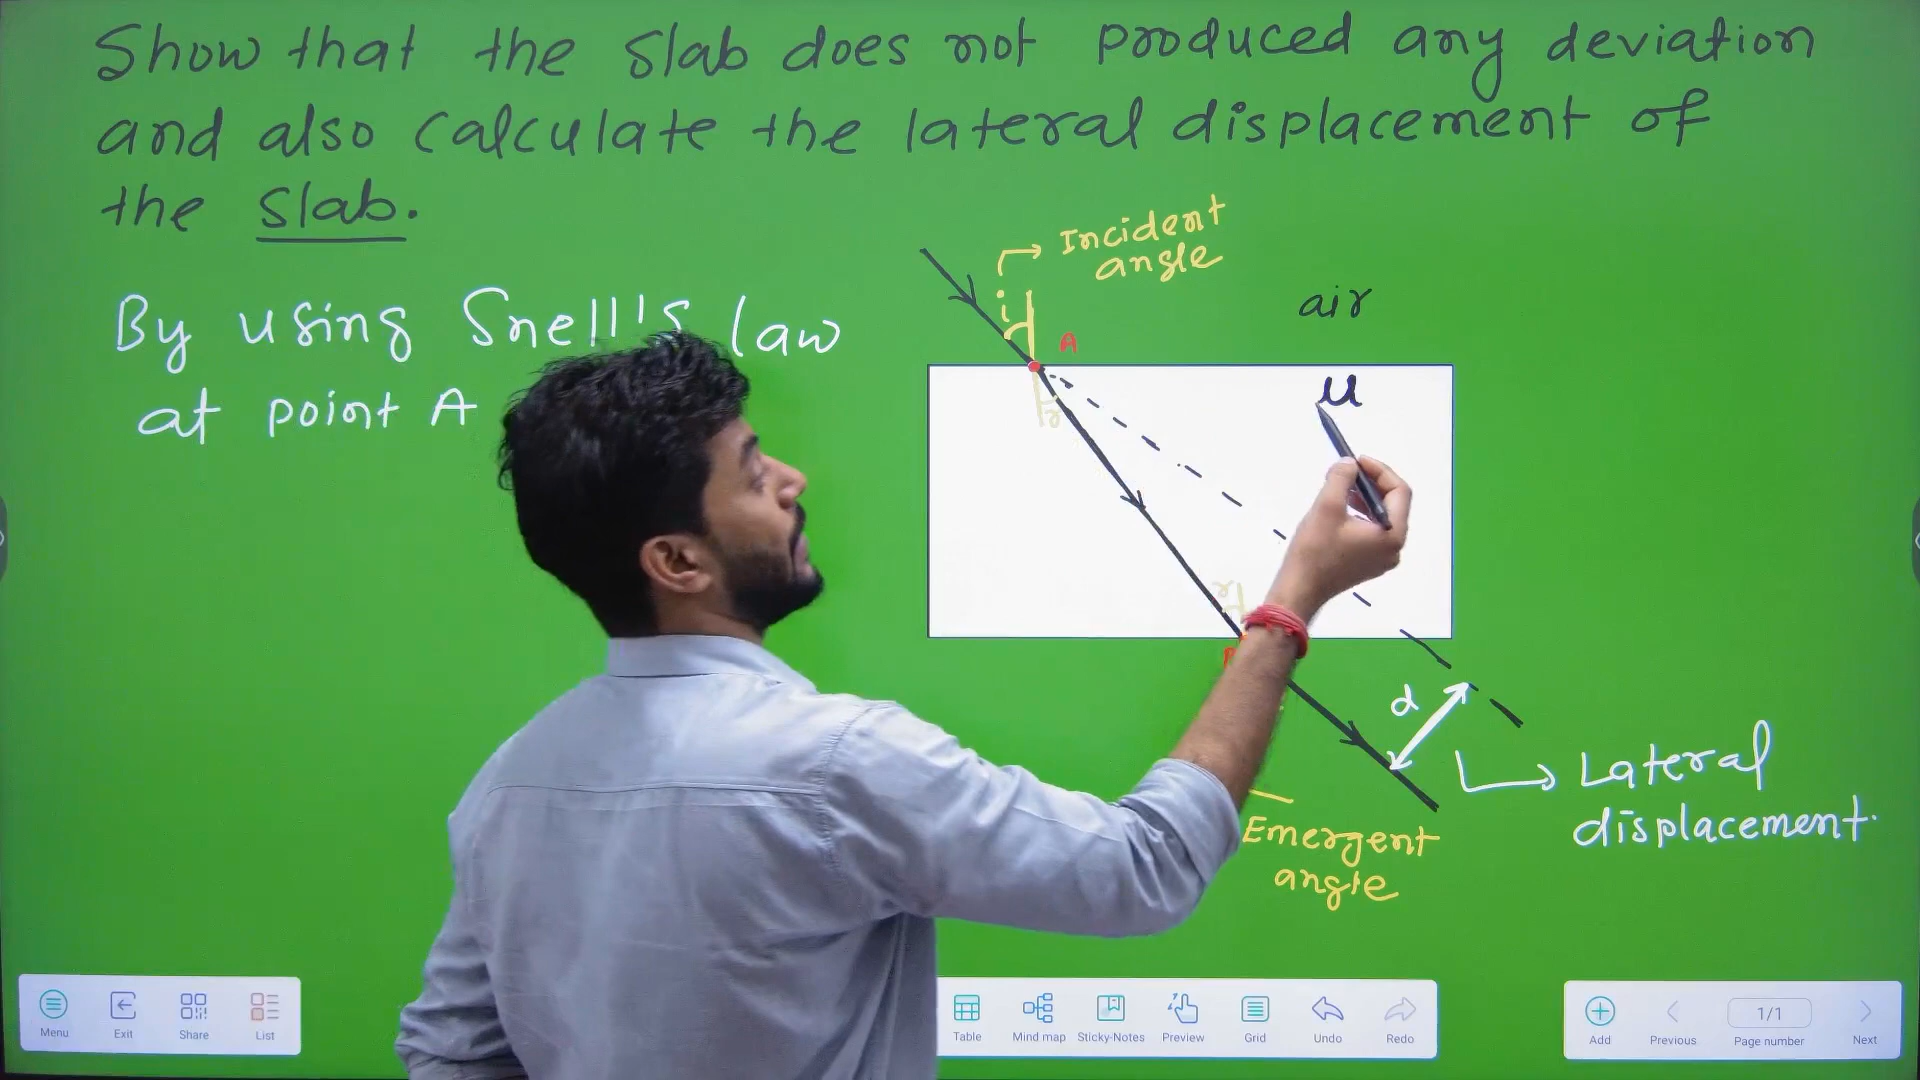 Show that the slab does not produced any deviation
and also calculate the lateral displacement of
the slab.
By using Snell's law
at point A
Incident
angle
i
A
air
μ
r
r
d
Lateral
displacement.
Emergent
angle
Menu
Exit
Share
List
Table
Mind map
Sticky-Notes
Preview
Grid
Undo
Redo
Add
Previous
1/1
Page number
Next